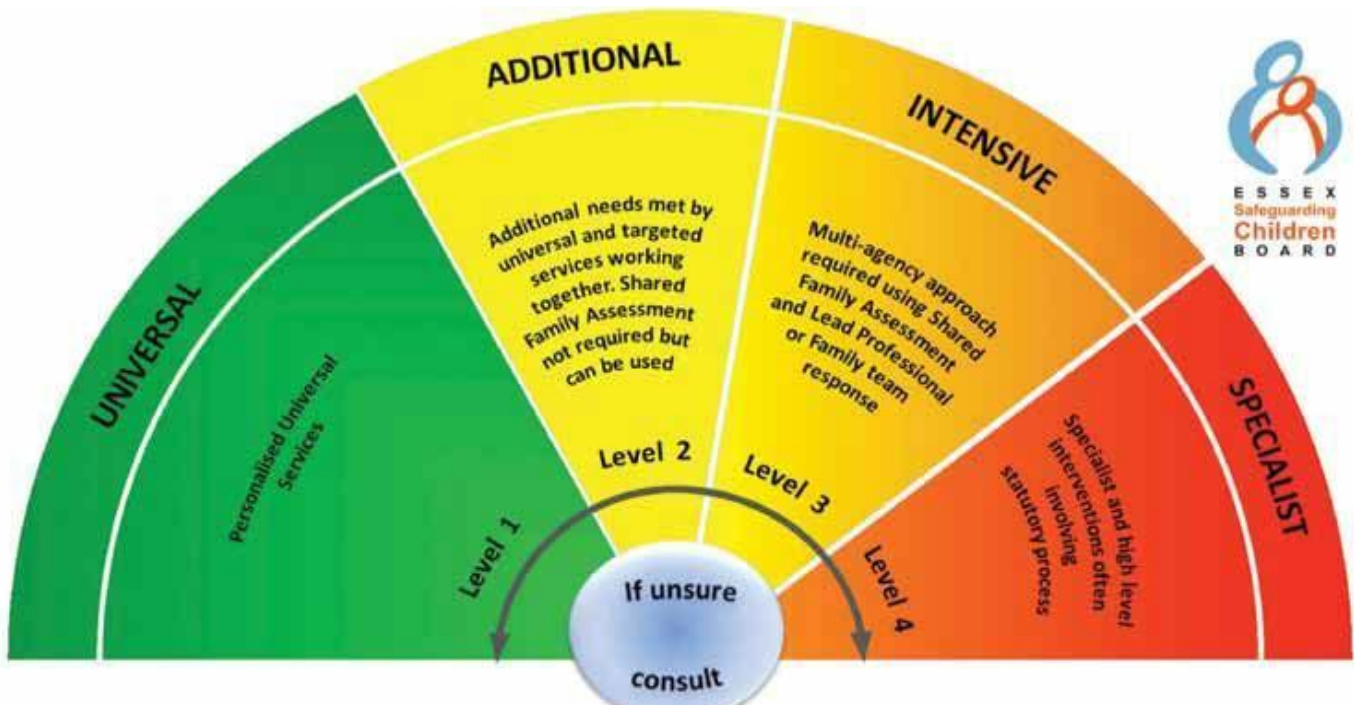 UNIVERSAL
Personalised Universal
Services
Level 1
ADDITIONAL
Additional needs met by
universal and targeted
services working
together. Shared
Family Assessment
not required but
can be used
Level 2
INTENSIVE
Multi-agency approach
required using Shared
Family Assessment
and Lead Professional
or Family team
response
Level 3
SPECIALIST
Specialist and high level
interventions often
involving
statutory process
Level 4
If unsure
consult
ESSEX
Safeguarding
Children
BOARD